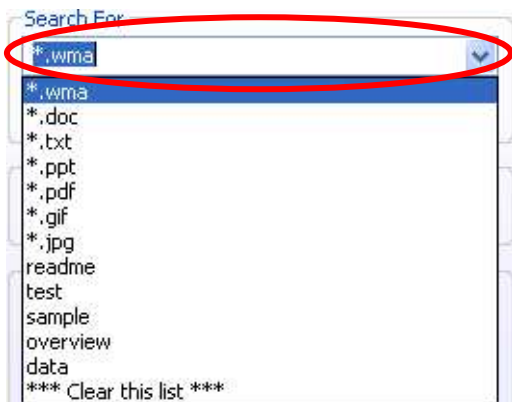 Search For
*.wma
*.wma
*.doc
*.txt
*.ppt
*.pdf
*.gif
*.jpg
readme
test
sample
overview
data
*** Clear this list ***